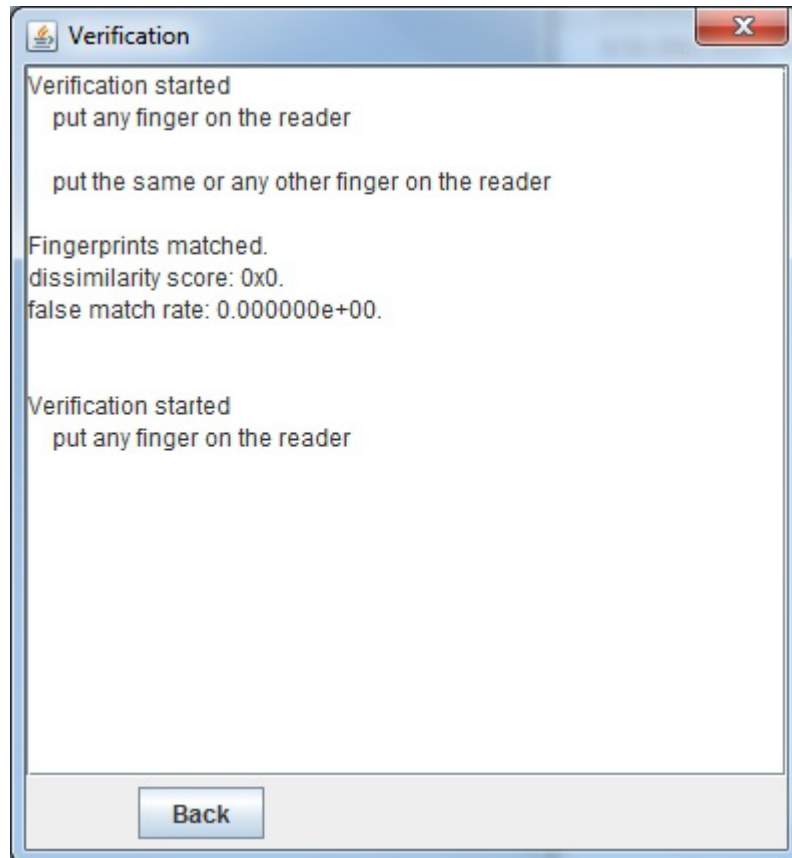 Verification
Verification started
put any finger on the reader
put the same or any other finger on the reader
Fingerprints matched.
dissimilarity score: 0x0.
false match rate: 0.000000e+00.
Verification started
put any finger on the reader
Back